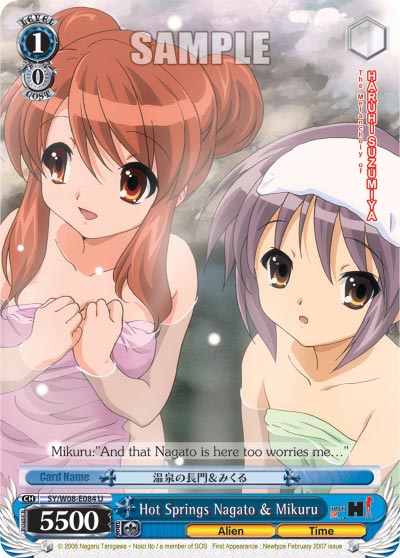 LEVEL
1
0
COST
SAMPLE
The Melancholy of
HARUHI SUZUMIYA
Mikuru:"And that Nagato is here too worries me…"
Card Name
温泉の長門&みくる
CH
SY/W08-E084 U
Hot Springs Nagato & Mikuru
POWER
5500
SOUL
Alien
Time
© 2006 Nagaru Tanigawa・Noizi Ito / a member of SOS First Appearance : Newtype February 2007 issue